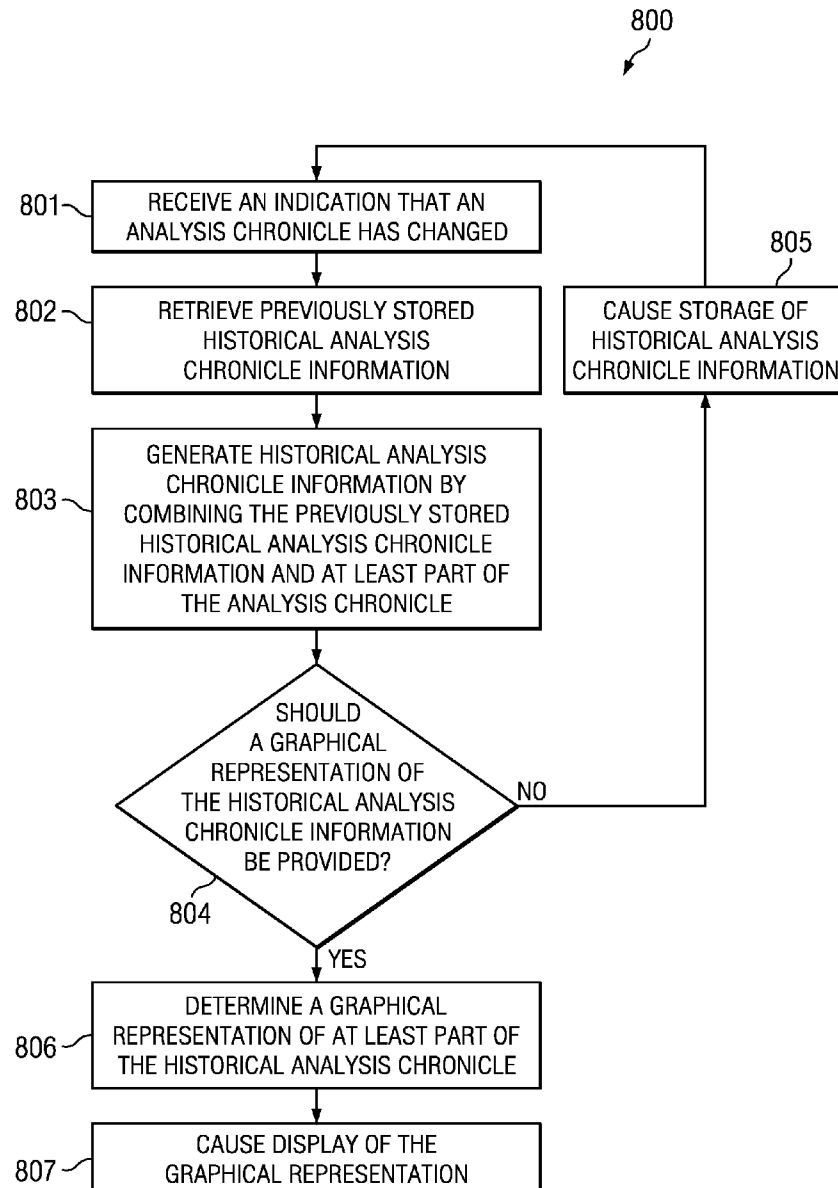 800
801
RECEIVE AN INDICATION THAT AN
ANALYSIS CHRONICLE HAS CHANGED
802
RETRIEVE PREVIOUSLY STORED
HISTORICAL ANALYSIS
CHRONICLE INFORMATION
805
CAUSE STORAGE OF
HISTORICAL ANALYSIS
CHRONICLE INFORMATION
803
GENERATE HISTORICAL ANALYSIS
CHRONICLE INFORMATION BY
COMBINING THE PREVIOUSLY STORED
HISTORICAL ANALYSIS CHRONICLE
INFORMATION AND AT LEAST PART OF
THE ANALYSIS CHRONICLE
SHOULD
A GRAPHICAL
REPRESENTATION OF
THE HISTORICAL ANALYSIS
CHRONICLE INFORMATION
BE PROVIDED?
NO
804
YES
806
DETERMINE A GRAPHICAL
REPRESENTATION OF AT LEAST PART OF
THE HISTORICAL ANALYSIS CHRONICLE
807
CAUSE DISPLAY OF THE
GRAPHICAL REPRESENTATION